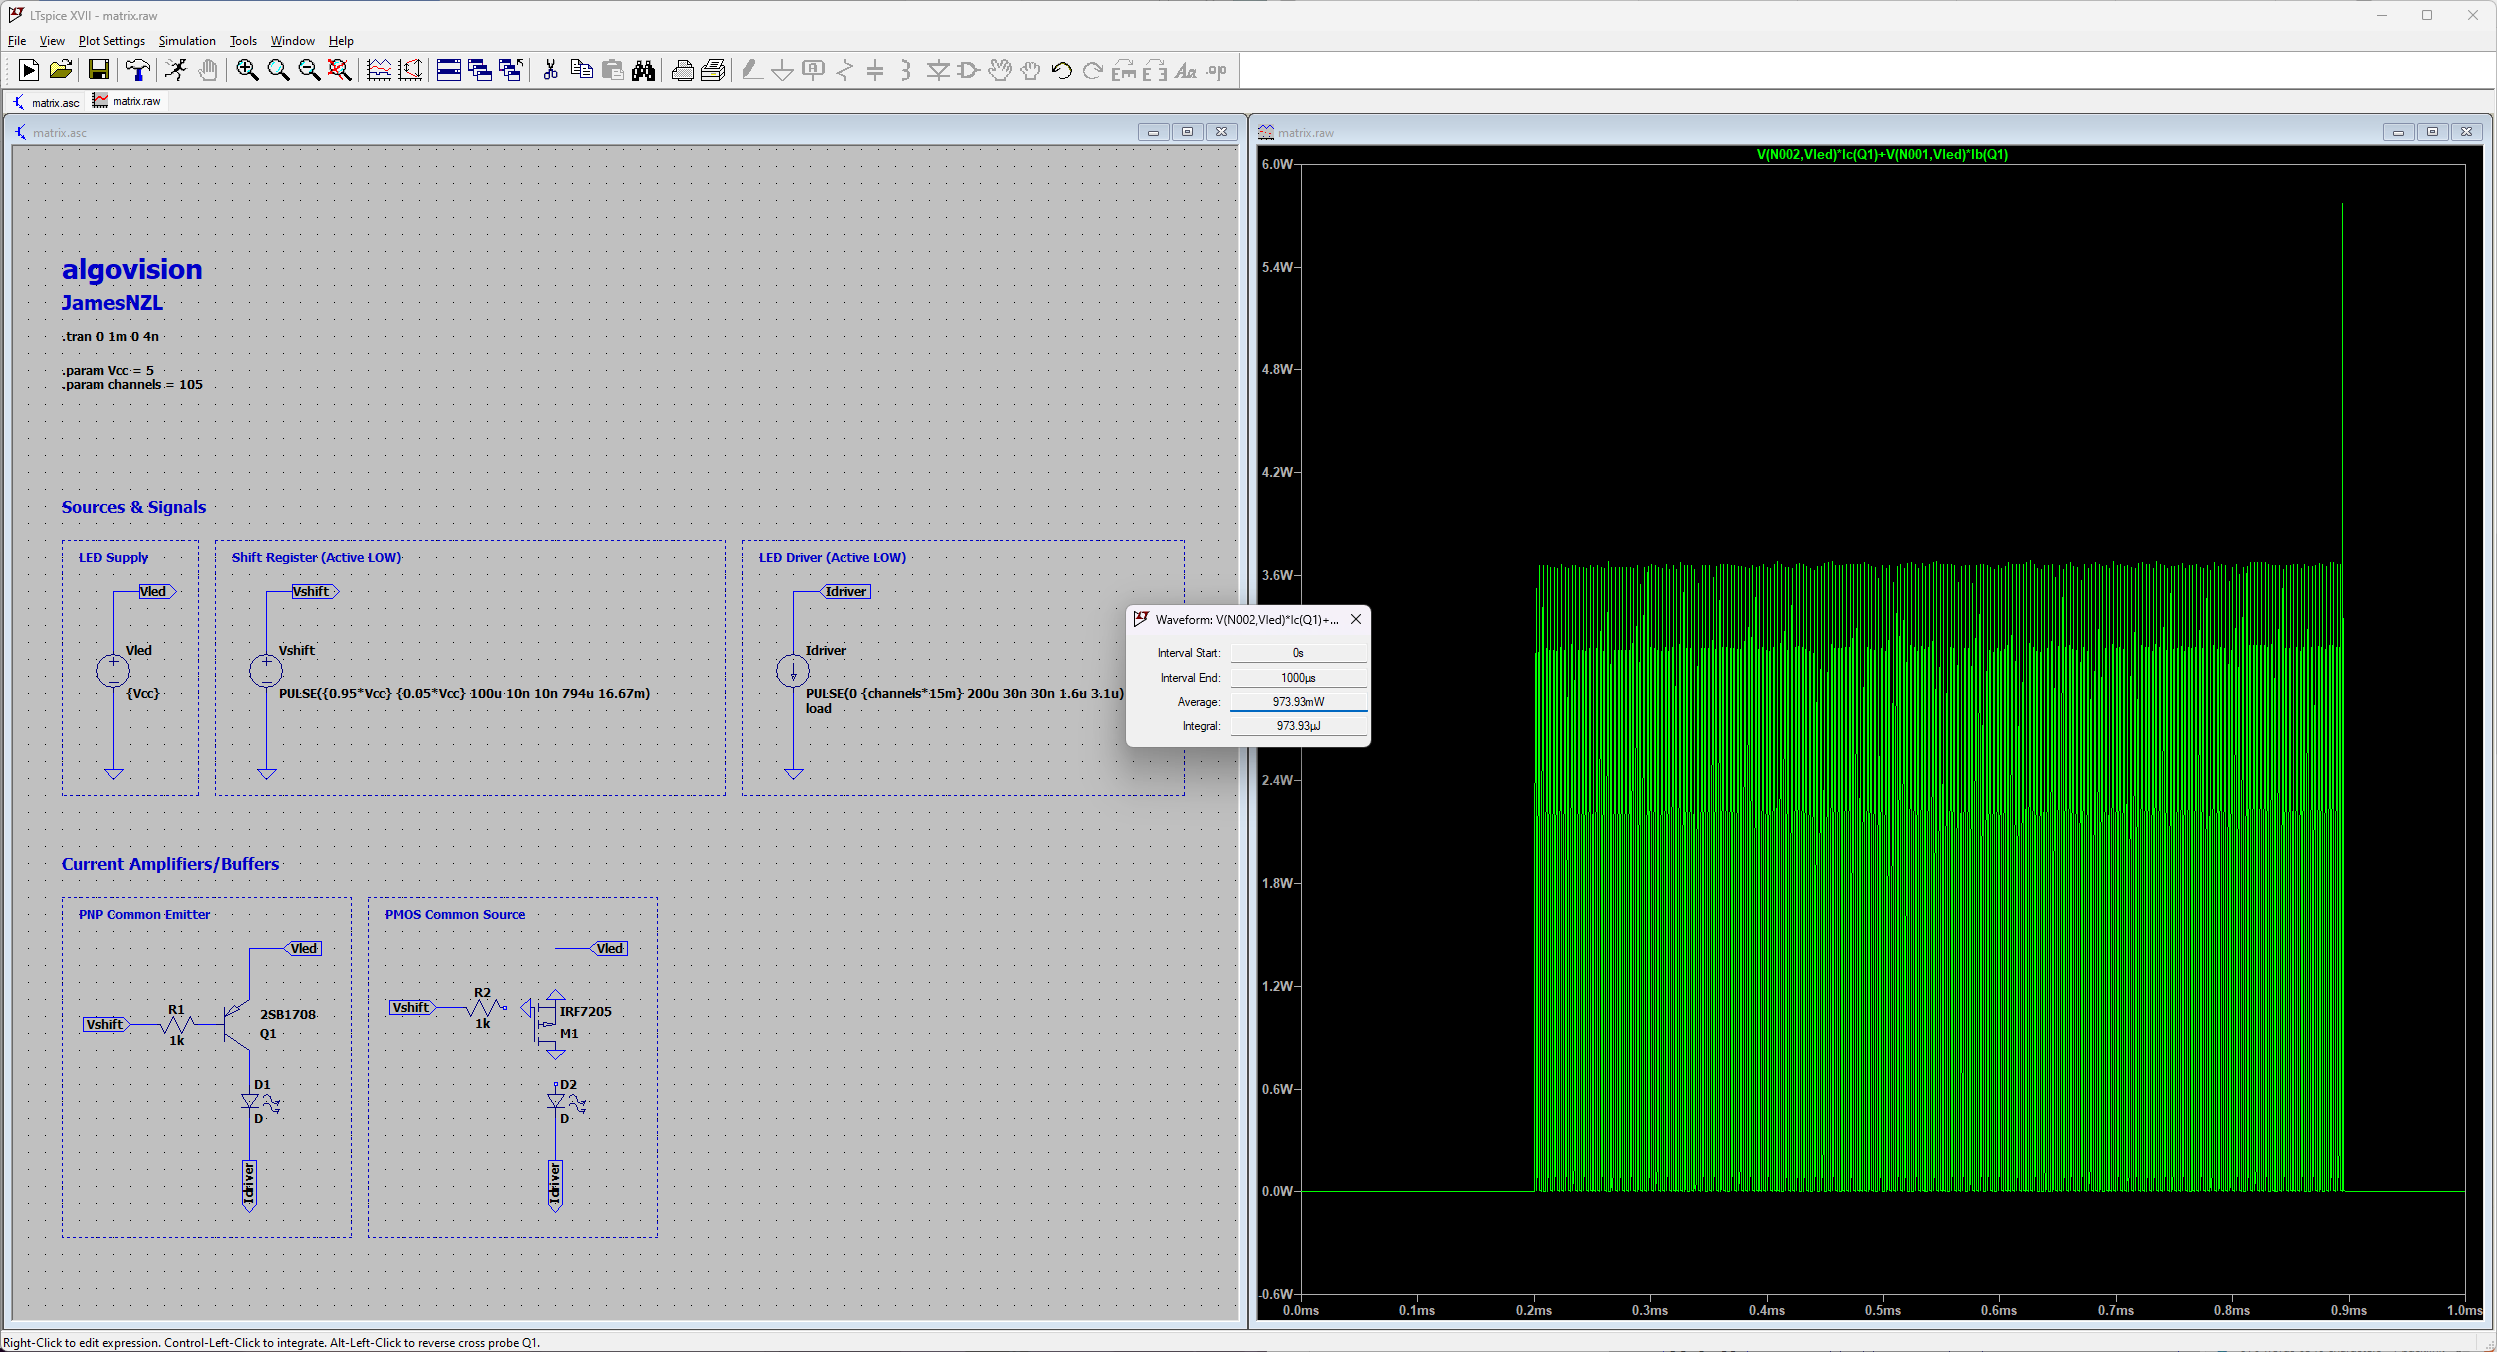 LTspice XVII - matrix.raw
File View Plot Settings Simulation Tools Window Help
matrix.asc matrix.raw
matrix.asc
algovision
JamesNZL
.tran 0 1m 0 4n
.param Vcc = 5
.param channels = 105
Sources & Signals
LED Supply
Vled
Vled
{Vcc}
Shift Register (Active LOW)
Vshift
Vshift
PULSE({0.95*Vcc} {0.05*Vcc} 100u 10n 10n 794u 16.67m)
LED Driver (Active LOW)
Idriver
Idriver
PULSE(0 {channels*15m} 200u 30n 30n 1.6u 3.1u)
load
Current Amplifiers/Buffers
PNP Common Emitter
Vled
Vshift
R1
1k
2SB1708
Q1
D1
D
Idriver
PMOS Common Source
Vled
Vshift
R2
1k
IRF7205
M1
D2
D
Idriver
matrix.raw
V(N002,Vled)*Ic(Q1)+V(N001,Vled)*Ib(Q1)
6.0W
5.4W
4.8W
4.2W
3.6W
2.4W
1.8W
1.2W
0.6W
0.0W
-0.6W
0.0ms 0.1ms 0.2ms 0.3ms 0.4ms 0.5ms 0.6ms 0.7ms 0.8ms 0.9ms 1.0ms
Waveform: V(N002,Vled)*Ic(Q1)+...
Interval Start: 0s
Interval End: 1000µs
Average: 973.93mW
Integral: 973.93µJ
Right-Click to edit expression. Control-Left-Click to integrate. Alt-Left-Click to reverse cross probe Q1.